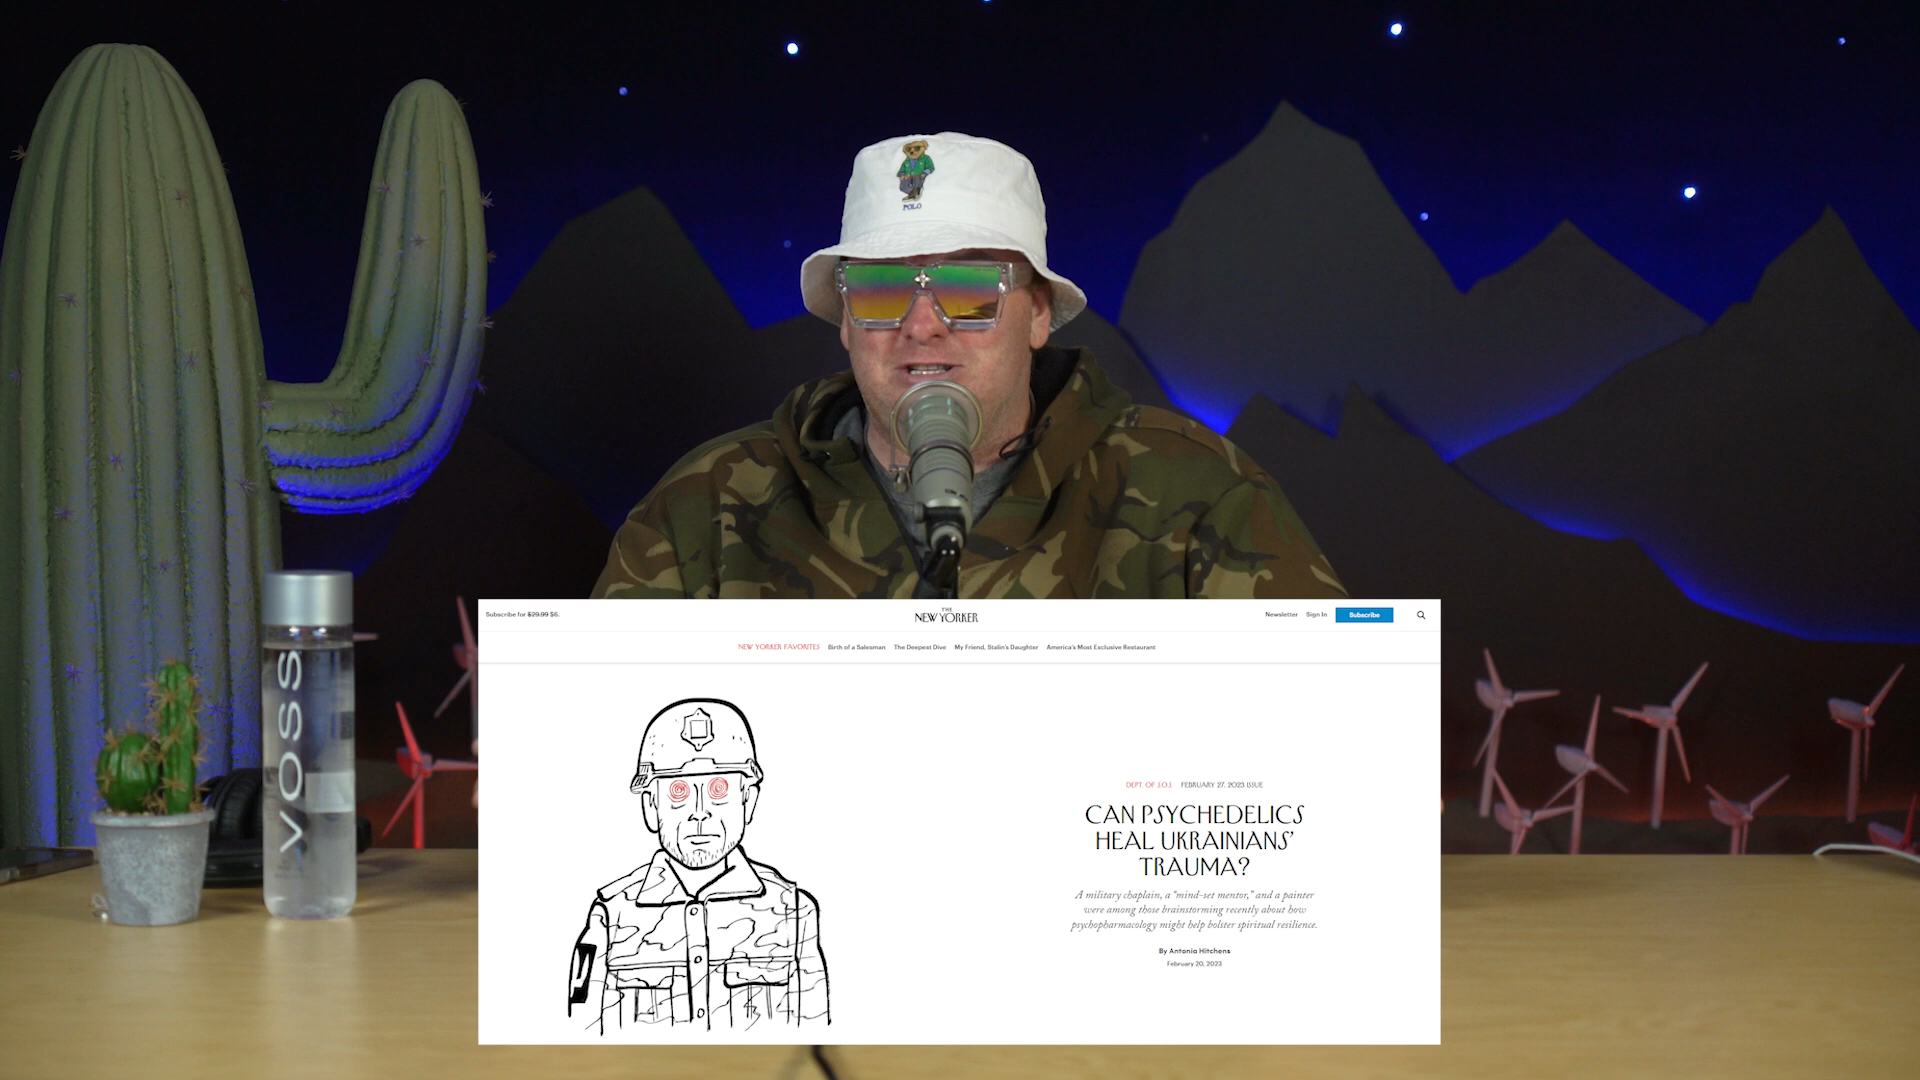 POLO
VOSS
Subscribe for $29.99 $6.
THE
NEW YORKER
Newsletter
Sign In
Subscribe
NEW YORKER FAVORITES
Birth of a Salesman
The Deepest Dive
My Friend, Stalin's Daughter
America's Most Exclusive Restaurant
DEPT. OF J.O.I.
FEBRUARY 27, 2023 ISSUE
CAN PSYCHEDELICS
HEAL UKRAINIANS'
TRAUMA?
A military chaplain, a "mind-set mentor," and a painter
were among those brainstorming recently about how
psychopharmacology might help bolster spiritual resilience.
By Antonia Hitchens
February 20, 2023